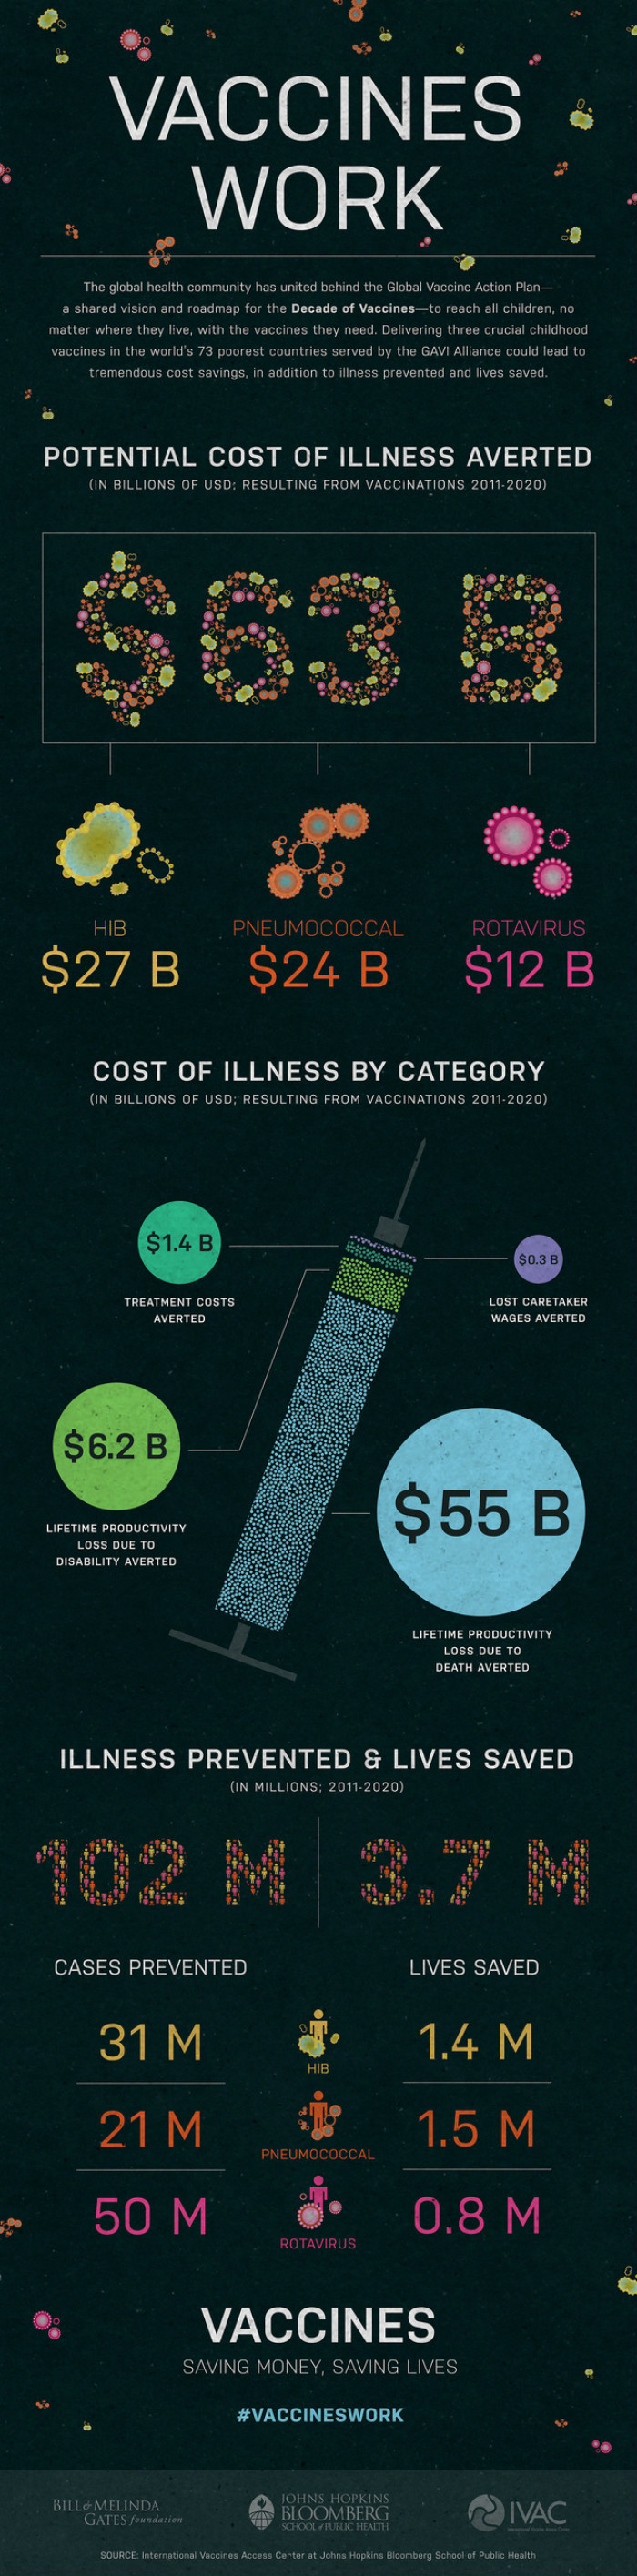 VACCINES
WORK
The global health community has united behind the Global Vaccine Action Plan—
a shared vision and roadmap for the Decade of Vaccines—to reach all children, no
matter where they live, with the vaccines they need. Delivering three crucial childhood
vaccines in the world's 73 poorest countries served by the GAVI Alliance could lead to
tremendous cost savings, in addition to illness prevented and lives saved.
POTENTIAL COST OF ILLNESS AVERTED
(IN BILLIONS OF USD; RESULTING FROM VACCINATIONS 2011-2020)
$63 B
HIB
$27 B
PNEUMOCOCCAL
$24 B
ROTAVIRUS
$12 B
COST OF ILLNESS BY CATEGORY
(IN BILLIONS OF USD; RESULTING FROM VACCINATIONS 2011-2020)
$1.4 B
TREATMENT COSTS
AVERTED
$0.3 B
LOST CARETAKER
WAGES AVERTED
$6.2 B
LIFETIME PRODUCTIVITY
LOSS DUE TO
DISABILITY AVERTED
$55 B
LIFETIME PRODUCTIVITY
LOSS DUE TO
DEATH AVERTED
ILLNESS PREVENTED & LIVES SAVED
(IN MILLIONS; 2011-2020)
102 M
3.7 M
CASES PREVENTED
LIVES SAVED
31 M
HIB
1.4 M
21 M
PNEUMOCOCCAL
1.5 M
50 M
ROTAVIRUS
0.8 M
VACCINES
SAVING MONEY, SAVING LIVES
#VACCINESWORK
BILL & MELINDA
GATES foundation
JOHNS HOPKINS
BLOOMBERG
SCHOOL of PUBLIC HEALTH
IVAC
International Vaccine Access Center
SOURCE: International Vaccines Access Center at Johns Hopkins Bloomberg School of Public Health